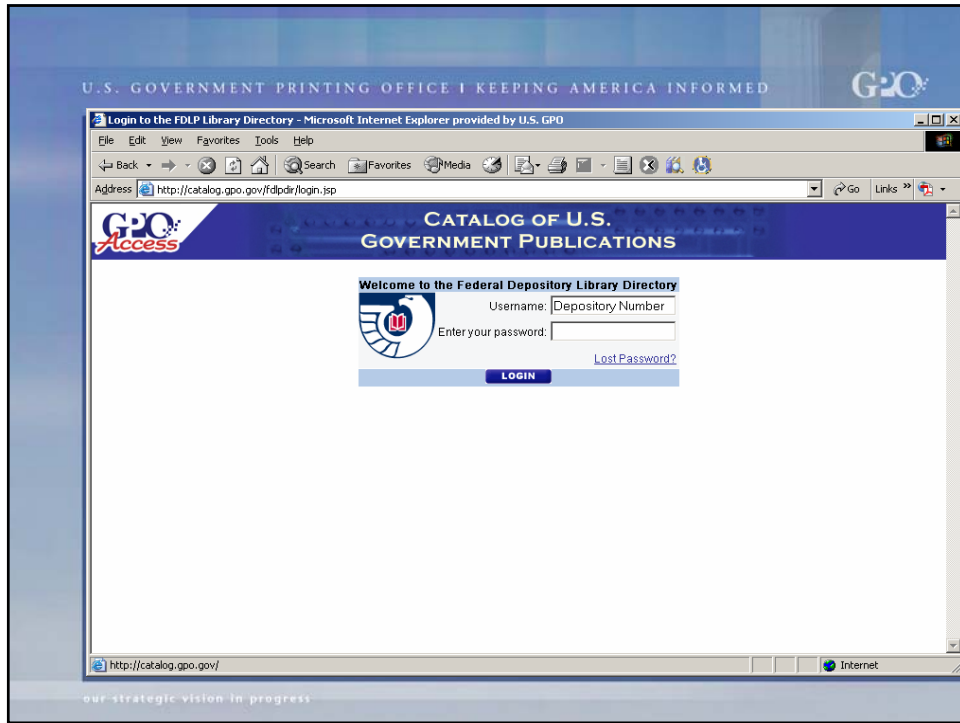 U.S. GOVERNMENT PRINTING OFFICE | KEEPING AMERICA INFORMED
GPO
Login to the FDLP Library Directory - Microsoft Internet Explorer provided by U.S. GPO
File Edit View Favorites Tools Help
Back Search Favorites Media
Address http://catalog.gpo.gov/fdlpdir/login.jsp Go Links »
GPO Access
CATALOG OF U.S.
GOVERNMENT PUBLICATIONS
Welcome to the Federal Depository Library Directory
Username: Depository Number
Enter your password:
Lost Password?
LOGIN
http://catalog.gpo.gov/ Internet
our strategic vision in progress